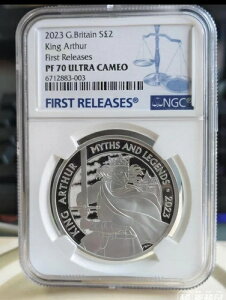 2023 G.Britain S£2
King Arthur
First Releases
PF 70 ULTRA CAMEO
6712883-003
FIRST RELEASES®
NGC®
KING ARTHUR
MYTHS AND LEGENDS • 2023